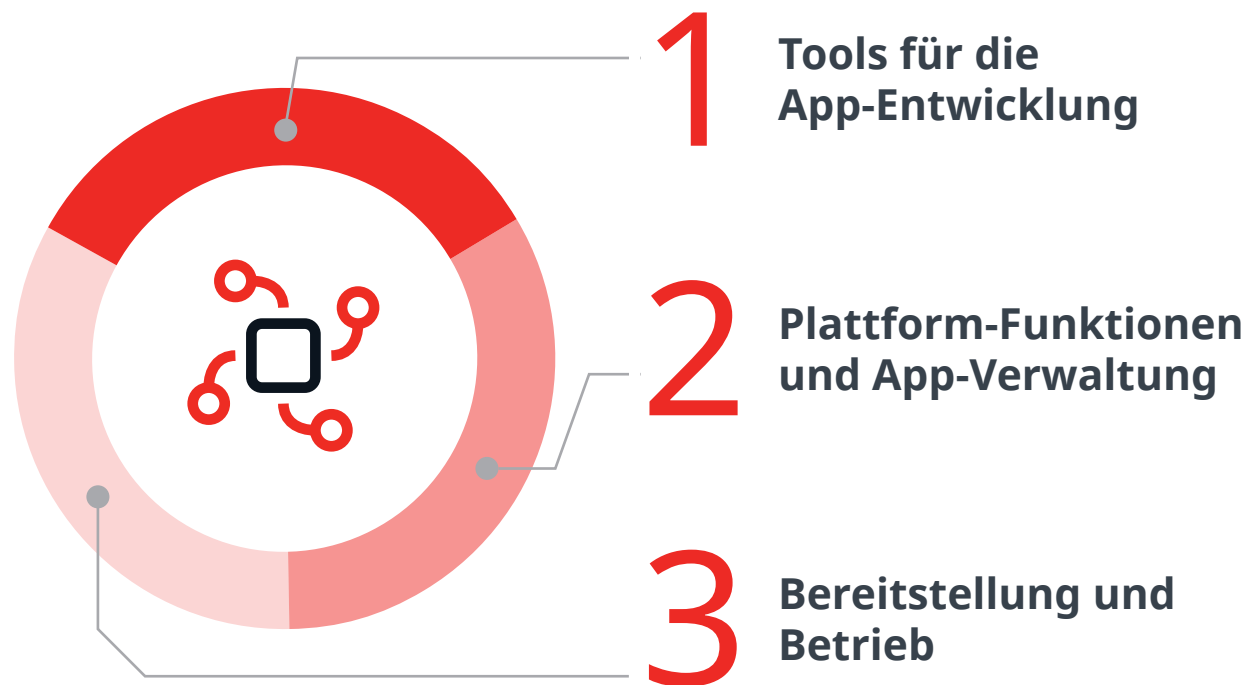 1
Tools für die
App-Entwicklung
2
Plattform-Funktionen
und App-Verwaltung
3
Bereitstellung und
Betrieb